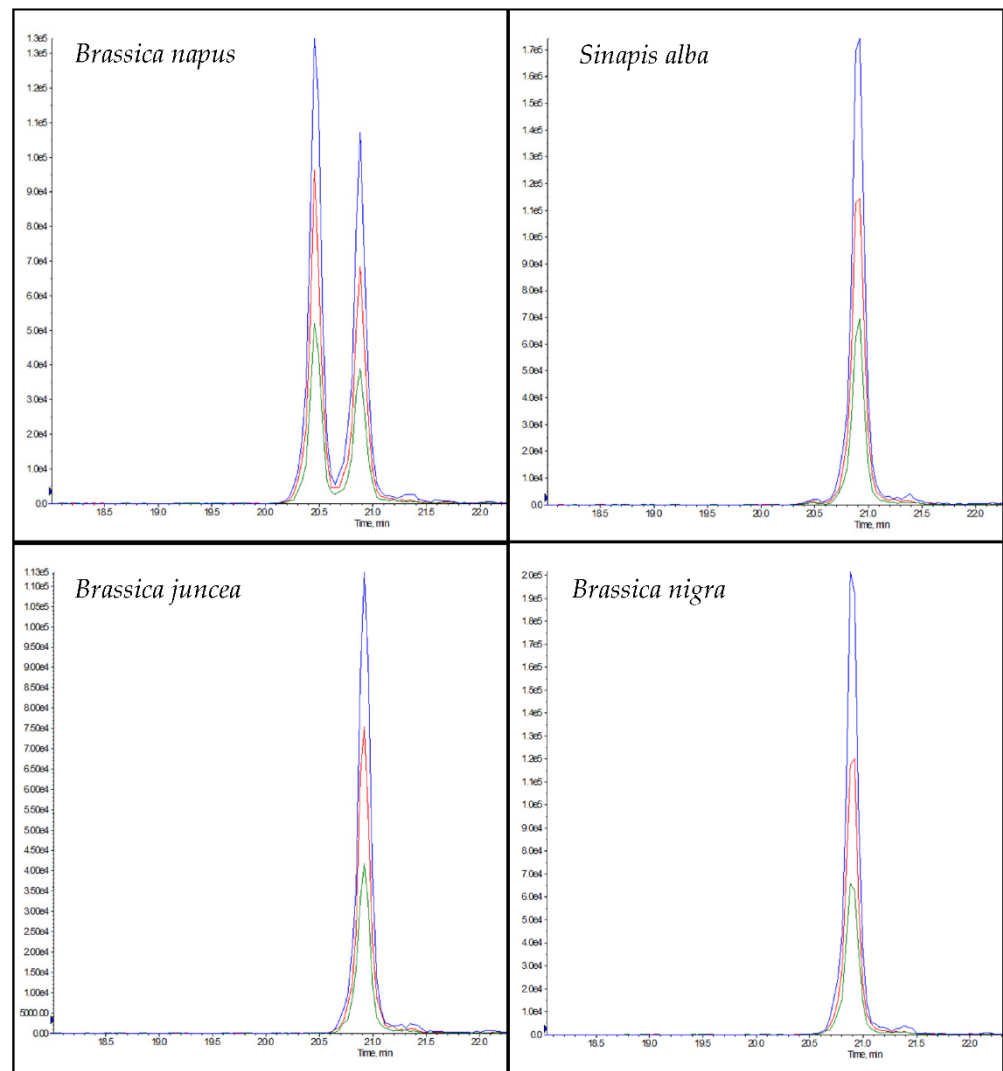 Brassica napus
1.3e5
1.3e5
1.2e5
1.1e5
1.0e5
9.0e4
8.0e4
7.0e4
6.0e4
5.0e4
4.0e4
3.0e4
2.0e4
1.0e4
0.0
18.5 19.0 19.5 20.0 20.5 21.0 21.5 22.0
Time, min
Sinapis alba
1.7e5
1.6e5
1.5e5
1.4e5
1.3e5
1.2e5
1.1e5
1.0e5
9.0e4
8.0e4
7.0e4
6.0e4
5.0e4
4.0e4
3.0e4
2.0e4
1.0e4
0.0
18.5 19.0 19.5 20.0 20.5 21.0 21.5 22.0
Time, min
Brassica juncea
1.13e5
1.10e5
1.05e5
1.00e5
9.50e4
9.00e4
8.50e4
8.00e4
7.50e4
7.00e4
6.50e4
6.00e4
5.50e4
5.00e4
4.50e4
4.00e4
3.50e4
3.00e4
2.50e4
2.00e4
1.50e4
1.00e4
5000.00
0.00
18.5 19.0 19.5 20.0 20.5 21.0 21.5 22.0
Time, min
Brassica nigra
2.0e5
1.9e5
1.8e5
1.7e5
1.6e5
1.5e5
1.4e5
1.3e5
1.2e5
1.1e5
1.0e5
9.0e4
8.0e4
7.0e4
6.0e4
5.0e4
4.0e4
3.0e4
2.0e4
1.0e4
0.0
18.5 19.0 19.5 20.0 20.5 21.0 21.5 22.0
Time, min